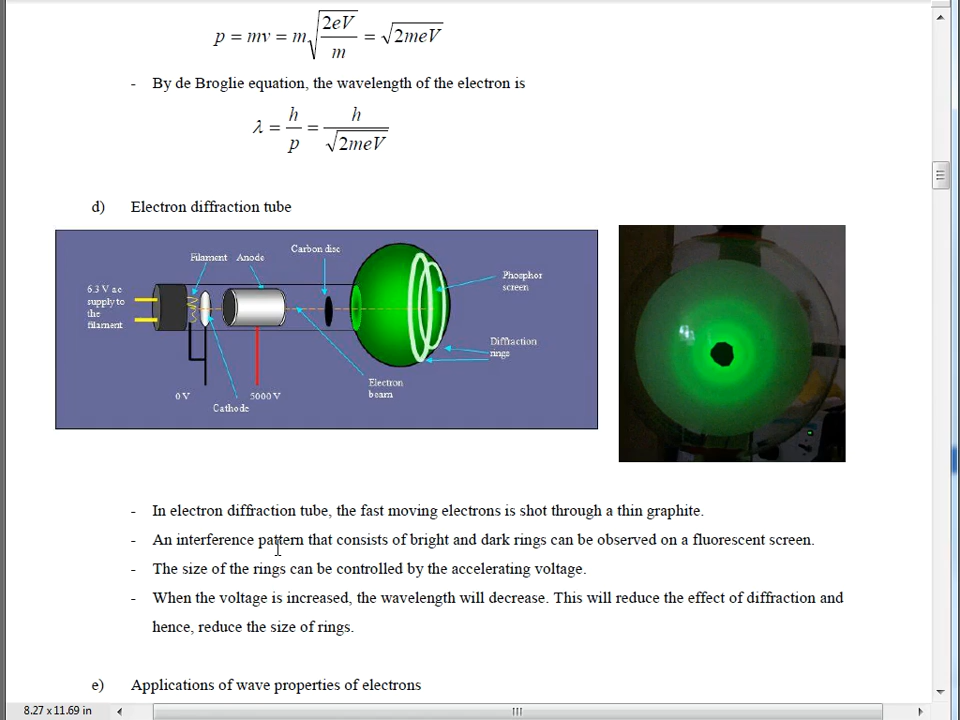 p = mv = m√(2eV/m) = √(2meV)
- By de Broglie equation, the wavelength of the electron is
λ = h/p = h/√(2meV)
d) Electron diffraction tube
Filament Anode Carbon disc
6.3 V ac
supply to
the
filament
Phosphor
screen
Diffraction
rings
Electron
beam
0 V
Cathode
5000 V
- In electron diffraction tube, the fast moving electrons is shot through a thin graphite.
- An interference pattern that consists of bright and dark rings can be observed on a fluorescent screen.
- The size of the rings can be controlled by the accelerating voltage.
- When the voltage is increased, the wavelength will decrease. This will reduce the effect of diffraction and
hence, reduce the size of rings.
e) Applications of wave properties of electrons
8.27 x 11.69 in